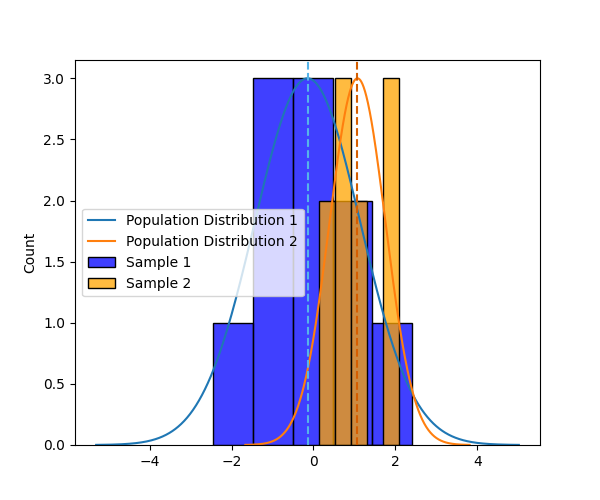 3.0
2.5
2.0
1.5
1.0
0.5
0.0
Count
Population Distribution 1
Population Distribution 2
Sample 1
Sample 2
−4 −2 0 2 4